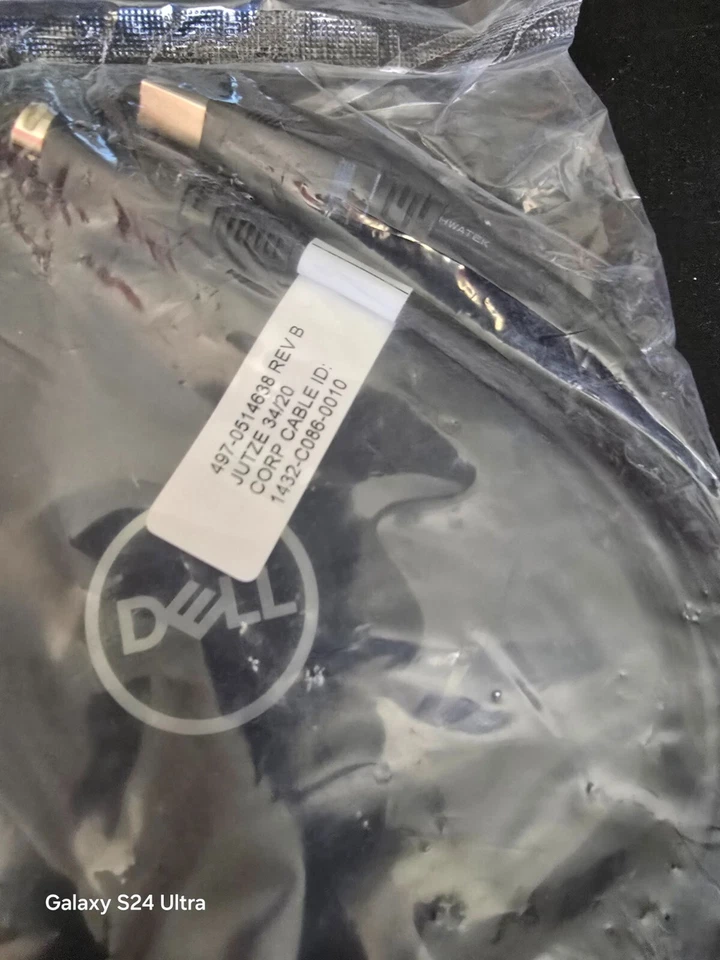 HWATEK
497-0514638 REV B
JUTZE 34/20
CORP CABLE ID:
1432-C086-0010
DELL
Galaxy S24 Ultra